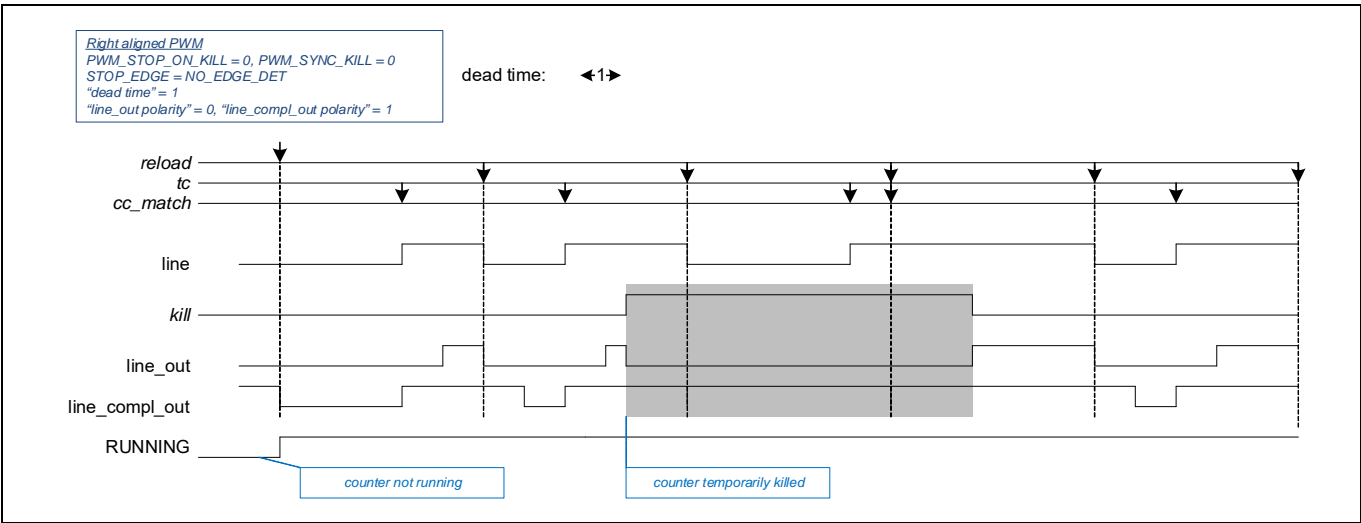 Right aligned PWM
PWM_STOP_ON_KILL = 0, PWM_SYNC_KILL = 0
STOP_EDGE = NO_EDGE_DET
“dead time” = 1
“line_out polarity” = 0, “line_compl_out polarity” = 1
dead time: 1
reload
tc
cc_match
line
kill
line_out
line_compl_out
RUNNING
counter not running
counter temporarily killed